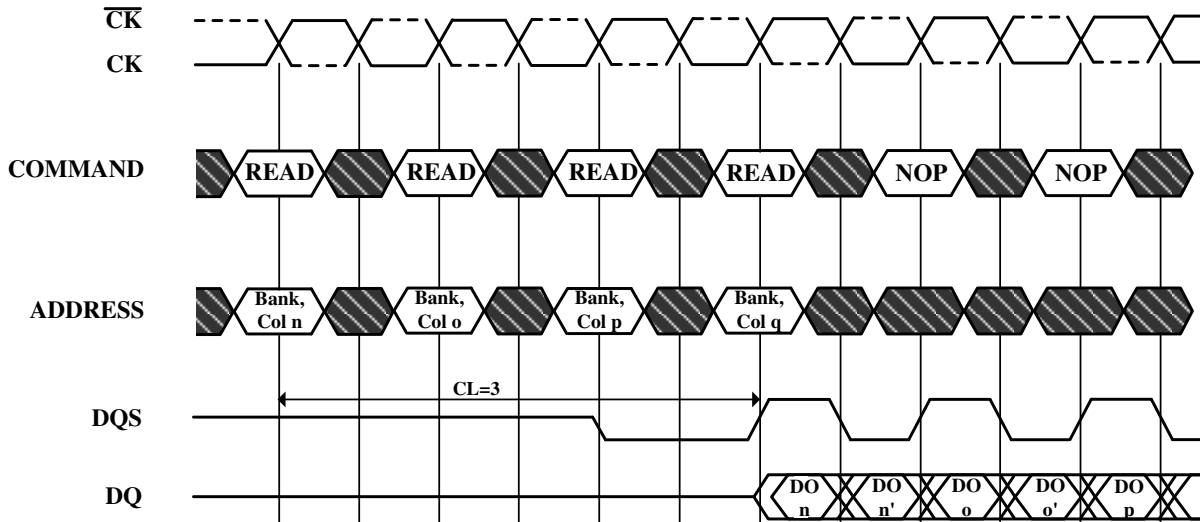 CK
CK
COMMAND READ READ READ READ NOP NOP
ADDRESS Bank, Col n Bank, Col o Bank, Col p Bank, Col q
CL=3
DQS
DQ DO n DO n' DO o DO o' DO p